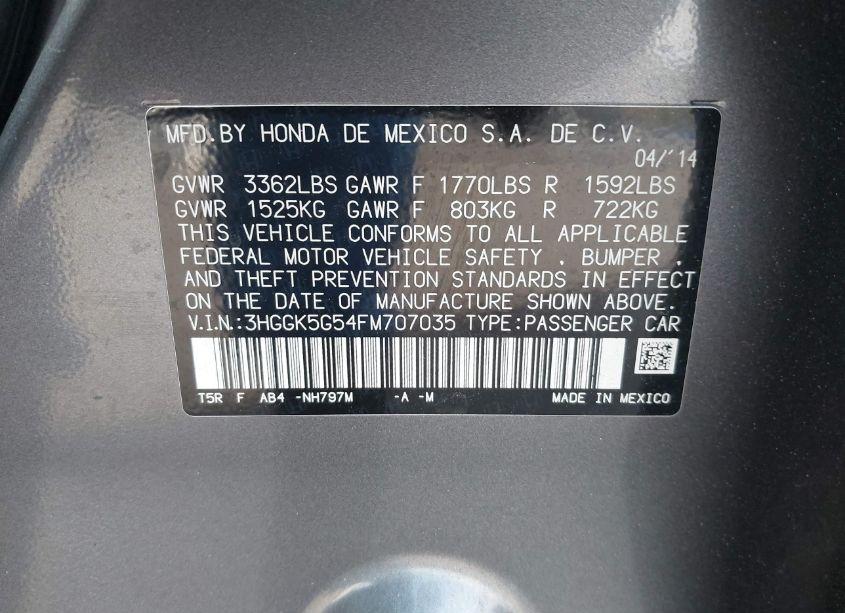 MFD.BY HONDA DE MEXICO S.A. DE C.V.
04/'14
GVWR 3362LBS GAWR F 1770LBS R 1592LBS
GVWR 1525KG GAWR F 803KG R 722KG
THIS VEHICLE CONFORMS TO ALL APPLICABLE
FEDERAL MOTOR VEHICLE SAFETY , BUMPER ,
AND THEFT PREVENTION STANDARDS IN EFFECT
ON THE DATE OF MANUFACTURE SHOWN ABOVE.
V.I.N.:3HGGK5G54FM707035 TYPE:PASSENGER CAR
T5R F AB4 -NH797M -A -M MADE IN MEXICO